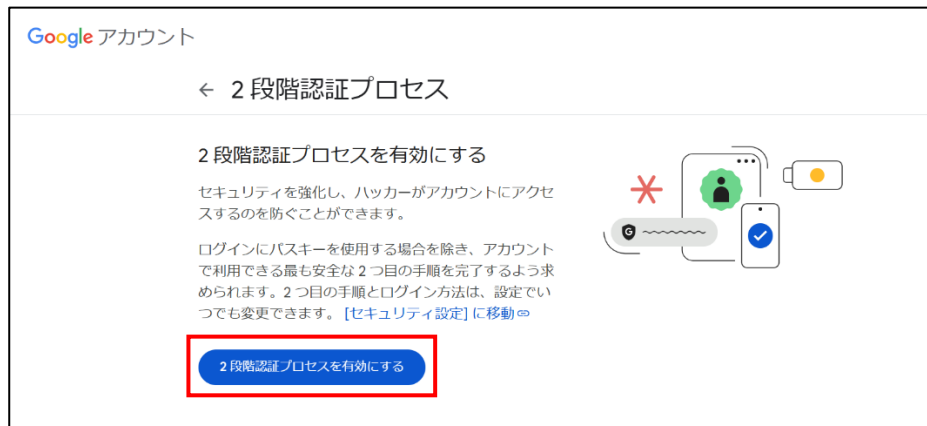 Google アカウント
← 2 段階認証プロセス
2 段階認証プロセスを有効にする
セキュリティを強化し、ハッカーがアカウントにアクセ
スするのを防ぐことができます。
ログインにパスキーを使用する場合を除き、アカウント
で利用できる最も安全な 2 つ目の手順を完了するよう求
められます。2 つ目の手順とログイン方法は、設定でい
つでも変更できます。 [セキュリティ設定] に移動
2 段階認証プロセスを有効にする
G